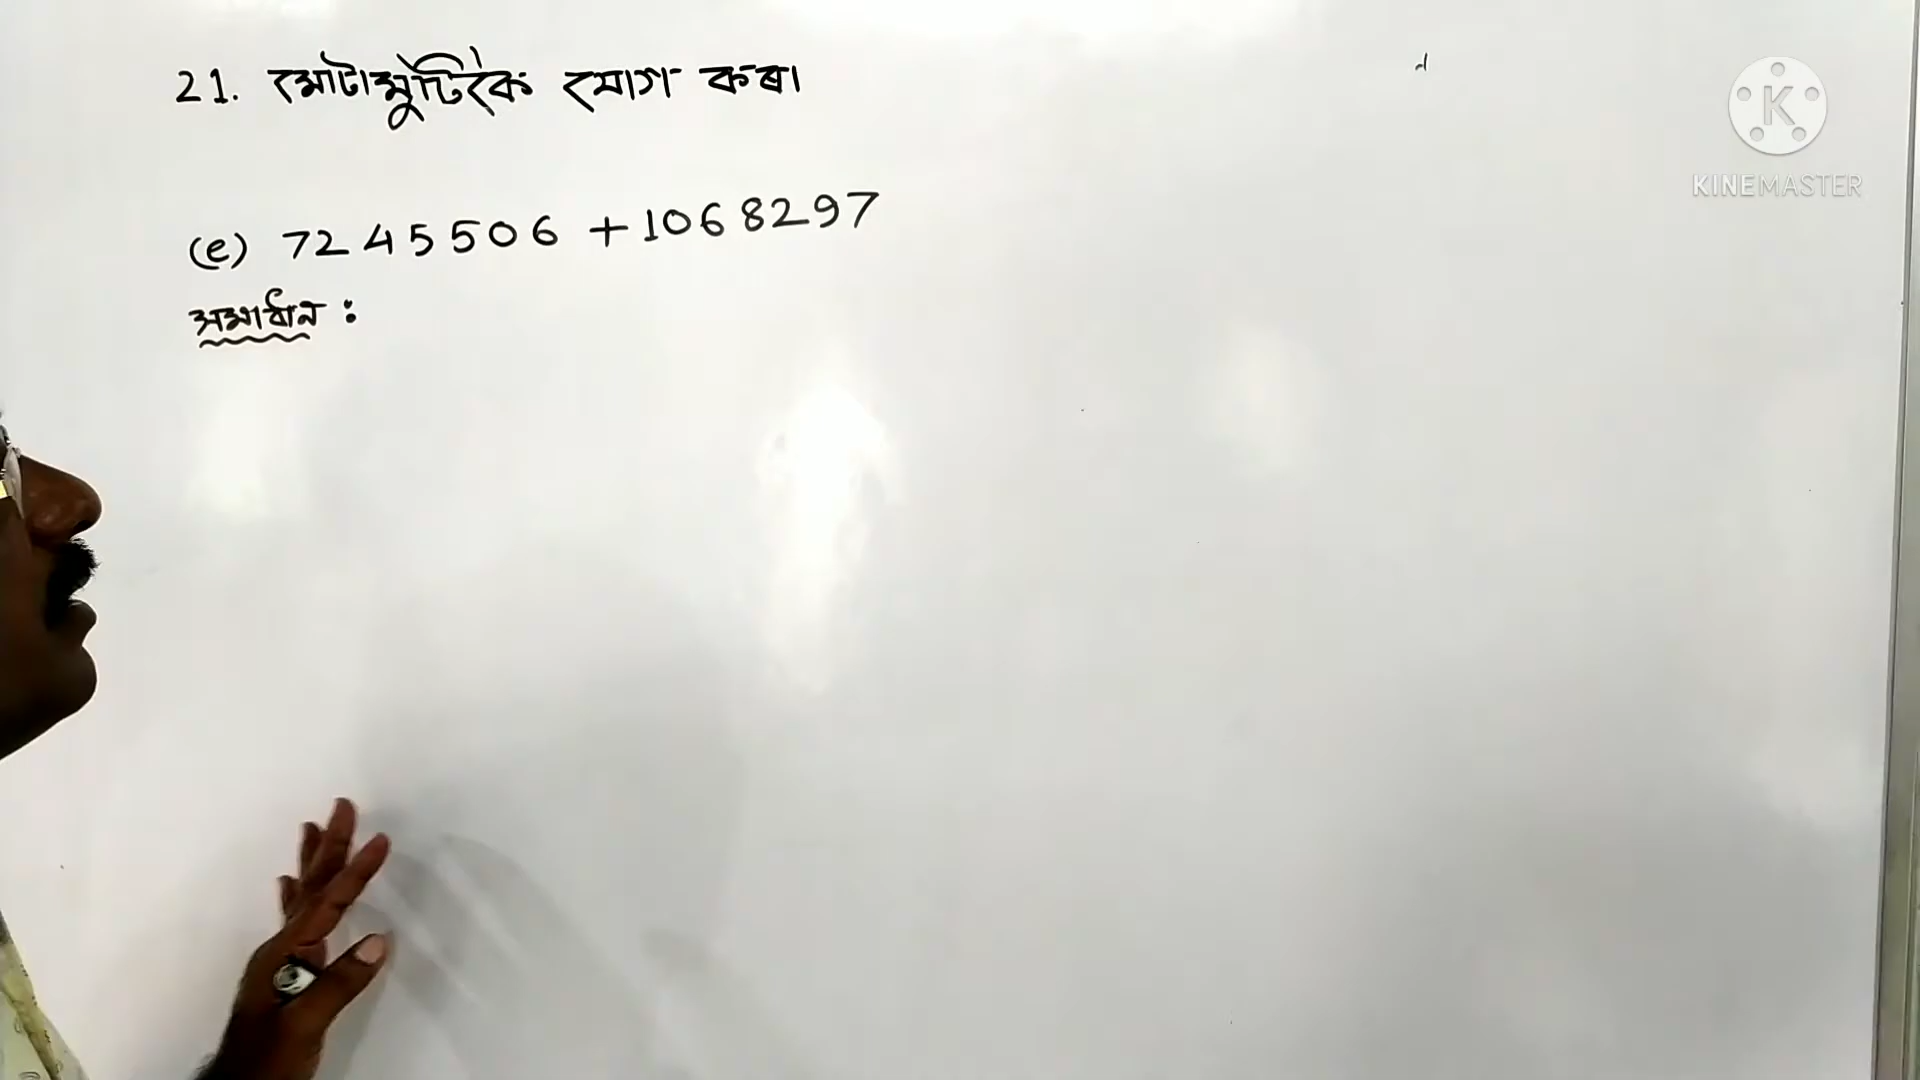 21. মোটামুটিকৈ যোগ কৰা
(e) 7245506 + 1068297
সমাধান :
K
KINEMASTER